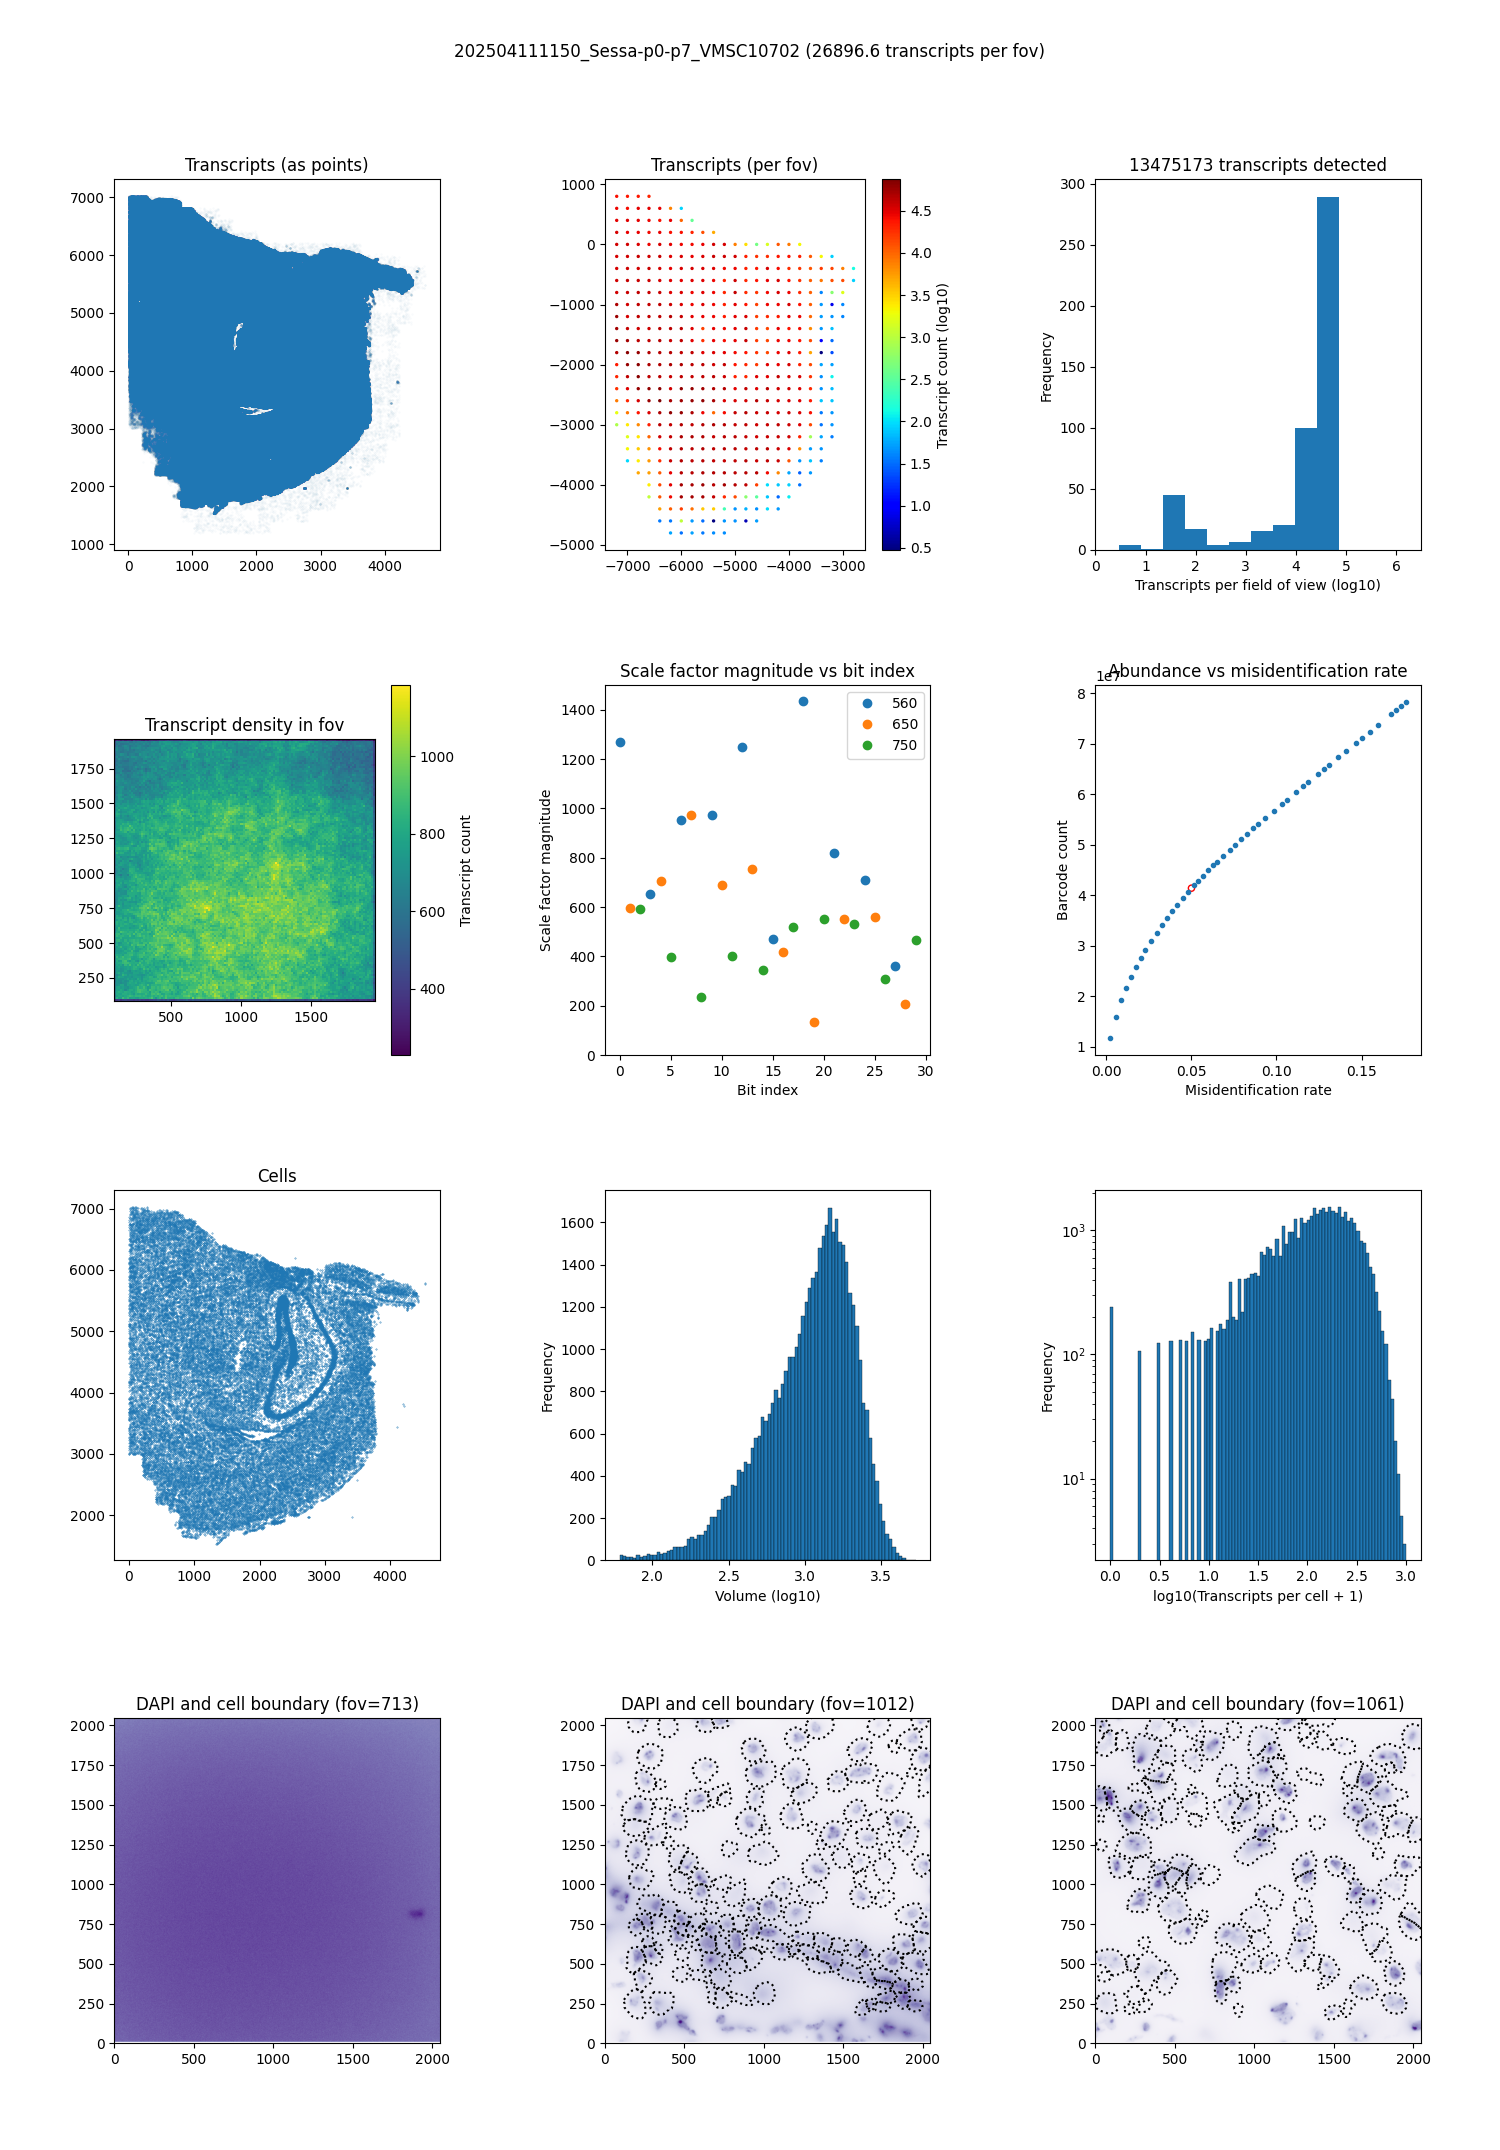 202504111150_Sessa-p0-p7_VMSC10702 (26896.6 transcripts per fov)
Transcripts (as points)
7000
6000
5000
4000
3000
2000
1000
0 1000 2000 3000 4000
Transcripts (per fov)
1000
0
−1000
−2000
−3000
−4000
−5000
−7000 −6000 −5000 −4000 −3000
4.5
4.0
3.5
3.0
2.5
2.0
1.5
1.0
0.5
Transcript count (log10)
13475173 transcripts detected
Frequency
300
250
200
150
100
50
0
0 1 2 3 4 5 6
Transcripts per field of view (log10)
Transcript density in fov
1750
1500
1250
1000
750
500
250
500 1000 1500
1000
800
600
400
Transcript count
Scale factor magnitude vs bit index
Scale factor magnitude
1400
1200
1000
800
600
400
200
0
560
650
750
0 5 10 15 20 25 30
Bit index
Abundance vs misidentification rate
1e7
Barcode count
8
7
6
5
4
3
2
1
0.00 0.05 0.10 0.15
Misidentification rate
Cells
7000
6000
5000
4000
3000
2000
0 1000 2000 3000 4000
Frequency
1600
1400
1200
1000
800
600
400
200
0
2.0 2.5 3.0 3.5
Volume (log10)
Frequency
10³
10²
10¹
0.0 0.5 1.0 1.5 2.0 2.5 3.0
log10(Transcripts per cell + 1)
DAPI and cell boundary (fov=713)
2000
1750
1500
1250
1000
750
500
250
0
0 500 1000 1500 2000
DAPI and cell boundary (fov=1012)
2000
1750
1500
1250
1000
750
500
250
0
0 500 1000 1500 2000
DAPI and cell boundary (fov=1061)
2000
1750
1500
1250
1000
750
500
250
0
0 500 1000 1500 2000